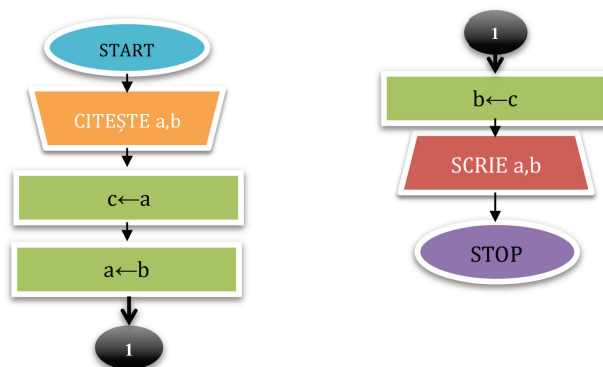 START
CITEȘTE a,b
c←a
a←b
1
1
b←c
SCRIE a,b
STOP